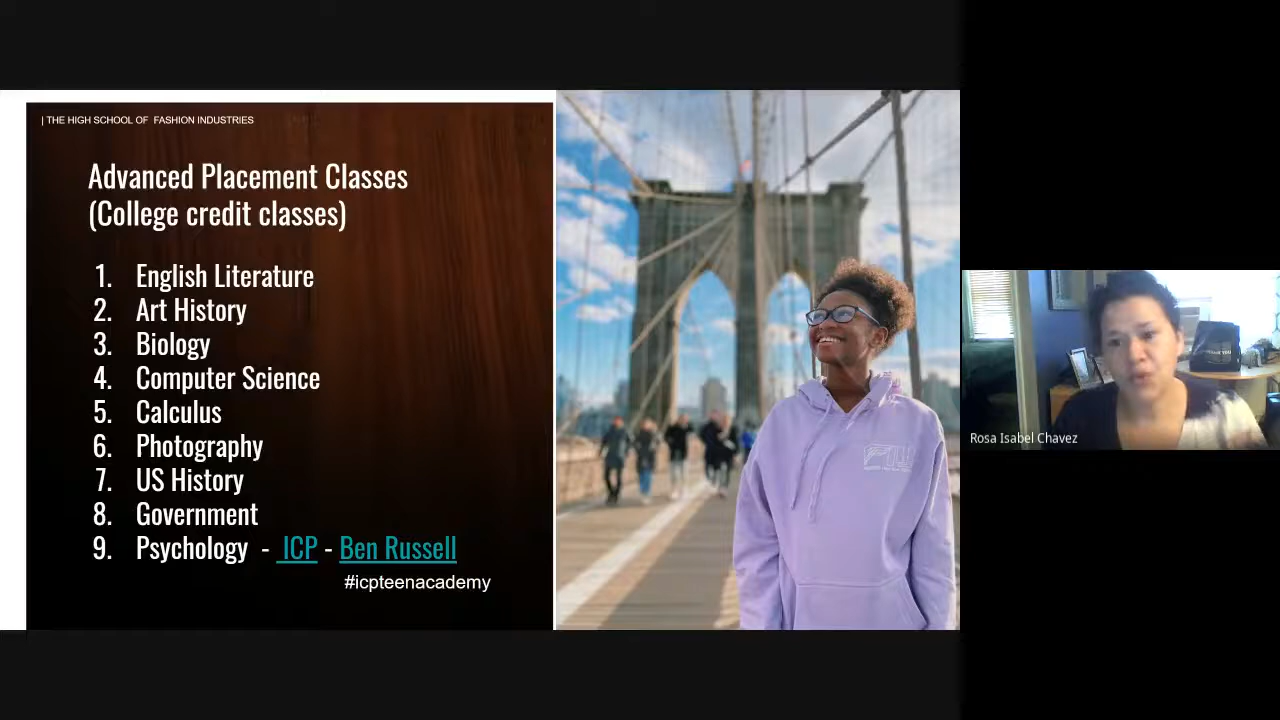 | THE HIGH SCHOOL OF FASHION INDUSTRIES
Advanced Placement Classes
(College credit classes)
1. English Literature
2. Art History
3. Biology
4. Computer Science
5. Calculus
6. Photography
7. US History
8. Government
9. Psychology - ICP - Ben Russell
#icpteenacademy
Rosa Isabel Chavez